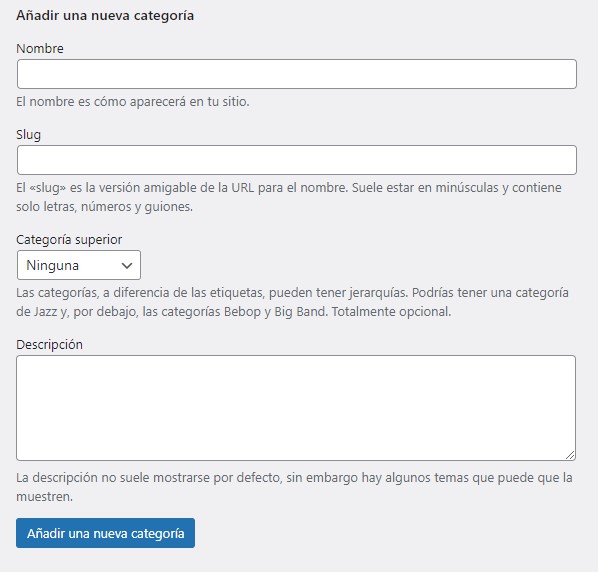 Añadir una nueva categoría
Nombre
El nombre es cómo aparecerá en tu sitio.
Slug
El «slug» es la versión amigable de la URL para el nombre. Suele estar en minúsculas y contiene
solo letras, números y guiones.
Categoría superior
Ninguna
Las categorías, a diferencia de las etiquetas, pueden tener jerarquías. Podrías tener una categoría
de Jazz y, por debajo, las categorías Bebop y Big Band. Totalmente opcional.
Descripción
La descripción no suele mostrarse por defecto, sin embargo hay algunos temas que puede que la
muestren.
Añadir una nueva categoría